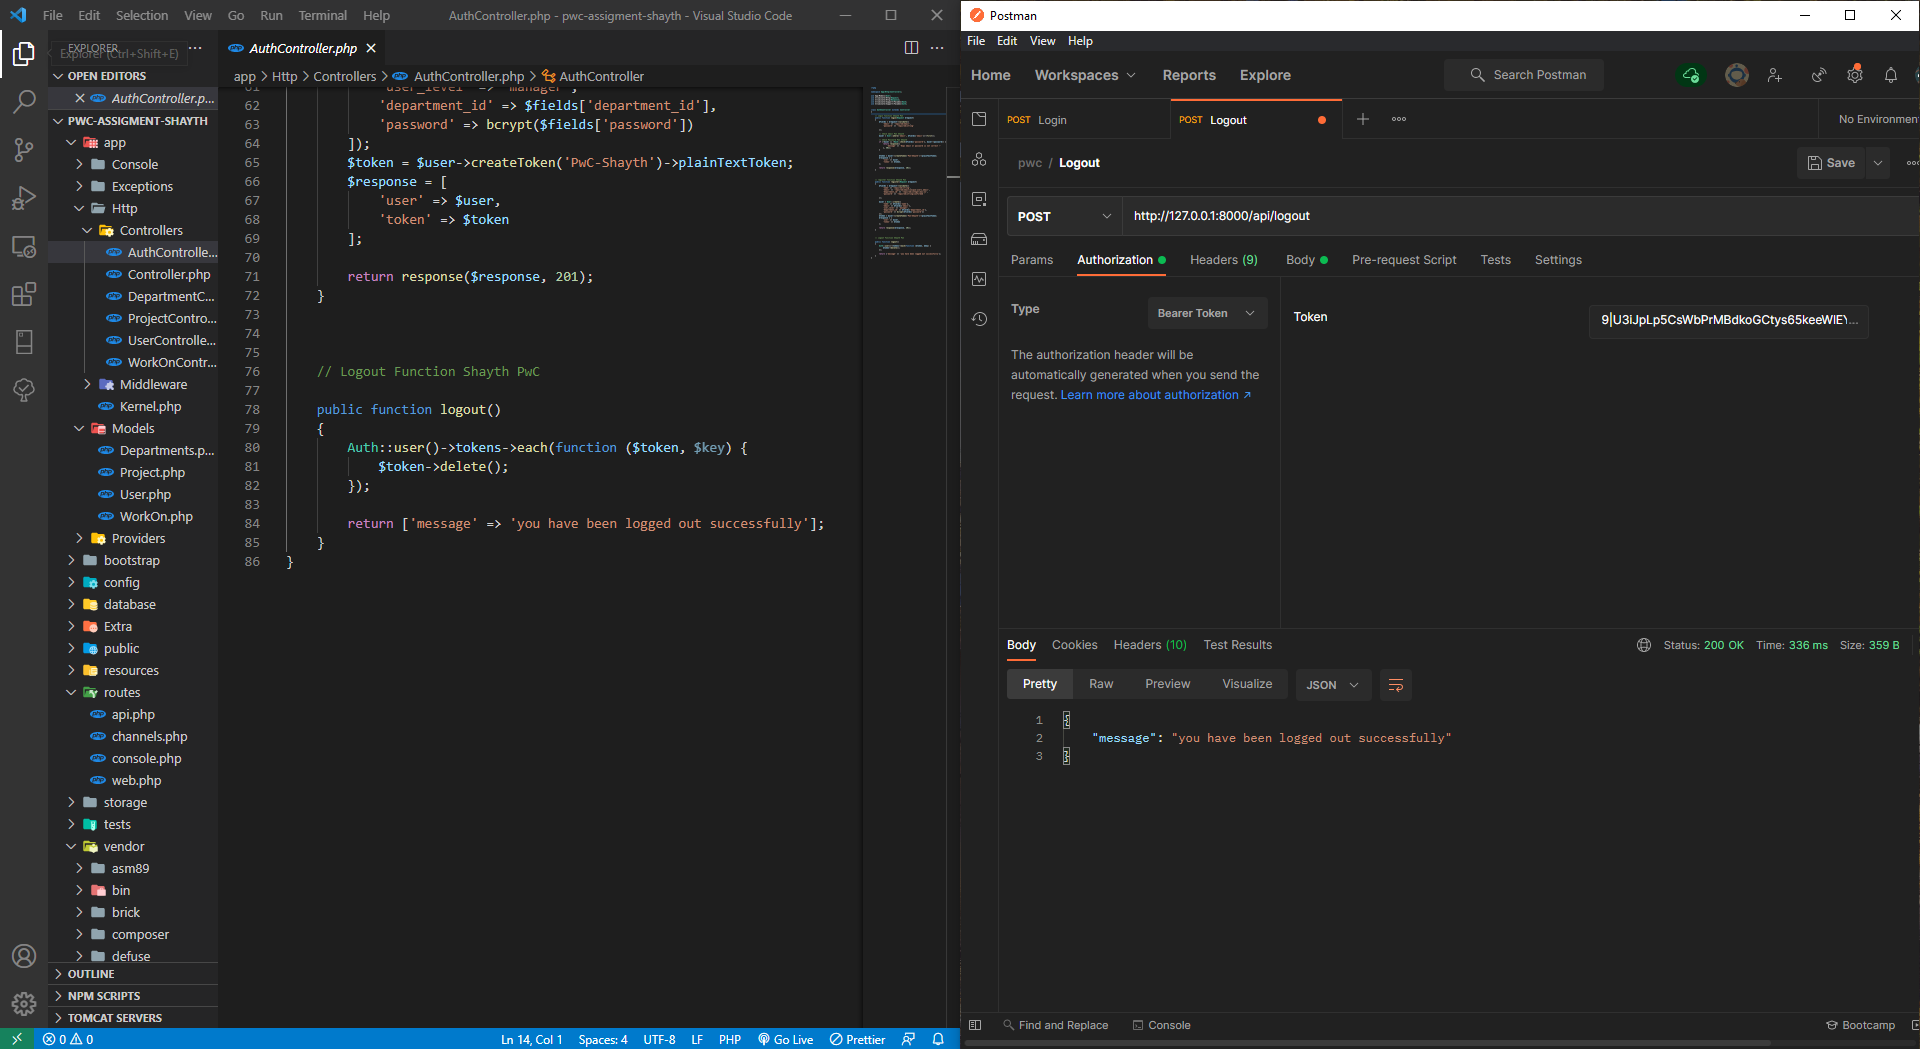 File Edit Selection View Go Run Terminal Help
AuthController.php - pwc-assigment-shayth - Visual Studio Code
EXPLORER
Explorer (Ctrl+Shift+E)
OPEN EDITORS
AuthController.p...
PWC-ASSIGMENT-SHAYTH
app
Console
Exceptions
Http
Controllers
AuthControlle...
Controller.php
DepartmentC...
ProjectContro...
UserControlle...
WorkOnContr...
Middleware
Kernel.php
Models
Departments.p...
Project.php
User.php
WorkOn.php
Providers
bootstrap
config
database
Extra
public
resources
routes
api.php
channels.php
console.php
web.php
storage
tests
vendor
asm89
bin
brick
composer
defuse
OUTLINE
NPM SCRIPTS
TOMCAT SERVERS
AuthController.php
app > Http > Controllers > AuthController.php > AuthController
61 'user_level' => 'manager',
62 'department_id' => $fields['department_id'],
63 'password' => bcrypt($fields['password'])
64 ]);
65 $token = $user->createToken('PwC-Shayth')->plainTextToken;
66 $response = [
67 'user' => $user,
68 'token' => $token
69 ];
70
71 return response($response, 201);
72 }
73
74
75
76 // Logout Function Shayth PwC
77
78 public function logout()
79 {
80 Auth::user()->tokens->each(function ($token, $key) {
81 $token->delete();
82 });
83
84 return ['message' => 'you have been logged out successfully'];
85 }
86 }
0 0
Ln 14, Col 1 Spaces: 4 UTF-8 LF PHP Go Live Prettier
Postman
File Edit View Help
Home Workspaces Reports Explore
Search Postman
POST Login
POST Logout
No Environmen
pwc / Logout
Save
POST
http://127.0.0.1:8000/api/logout
Params Authorization Headers (9) Body Pre-request Script Tests Settings
Type
Bearer Token
Token
9|U3iJpLp5CsWbPrMBdkoGCtys65keeWlEY...
The authorization header will be
automatically generated when you send the
request. Learn more about authorization ↗
Body Cookies Headers (10) Test Results
Status: 200 OK Time: 336 ms Size: 359 B
Pretty Raw Preview Visualize JSON
1 {
2 "message": "you have been logged out successfully"
3 }
Find and Replace Console
Bootcamp